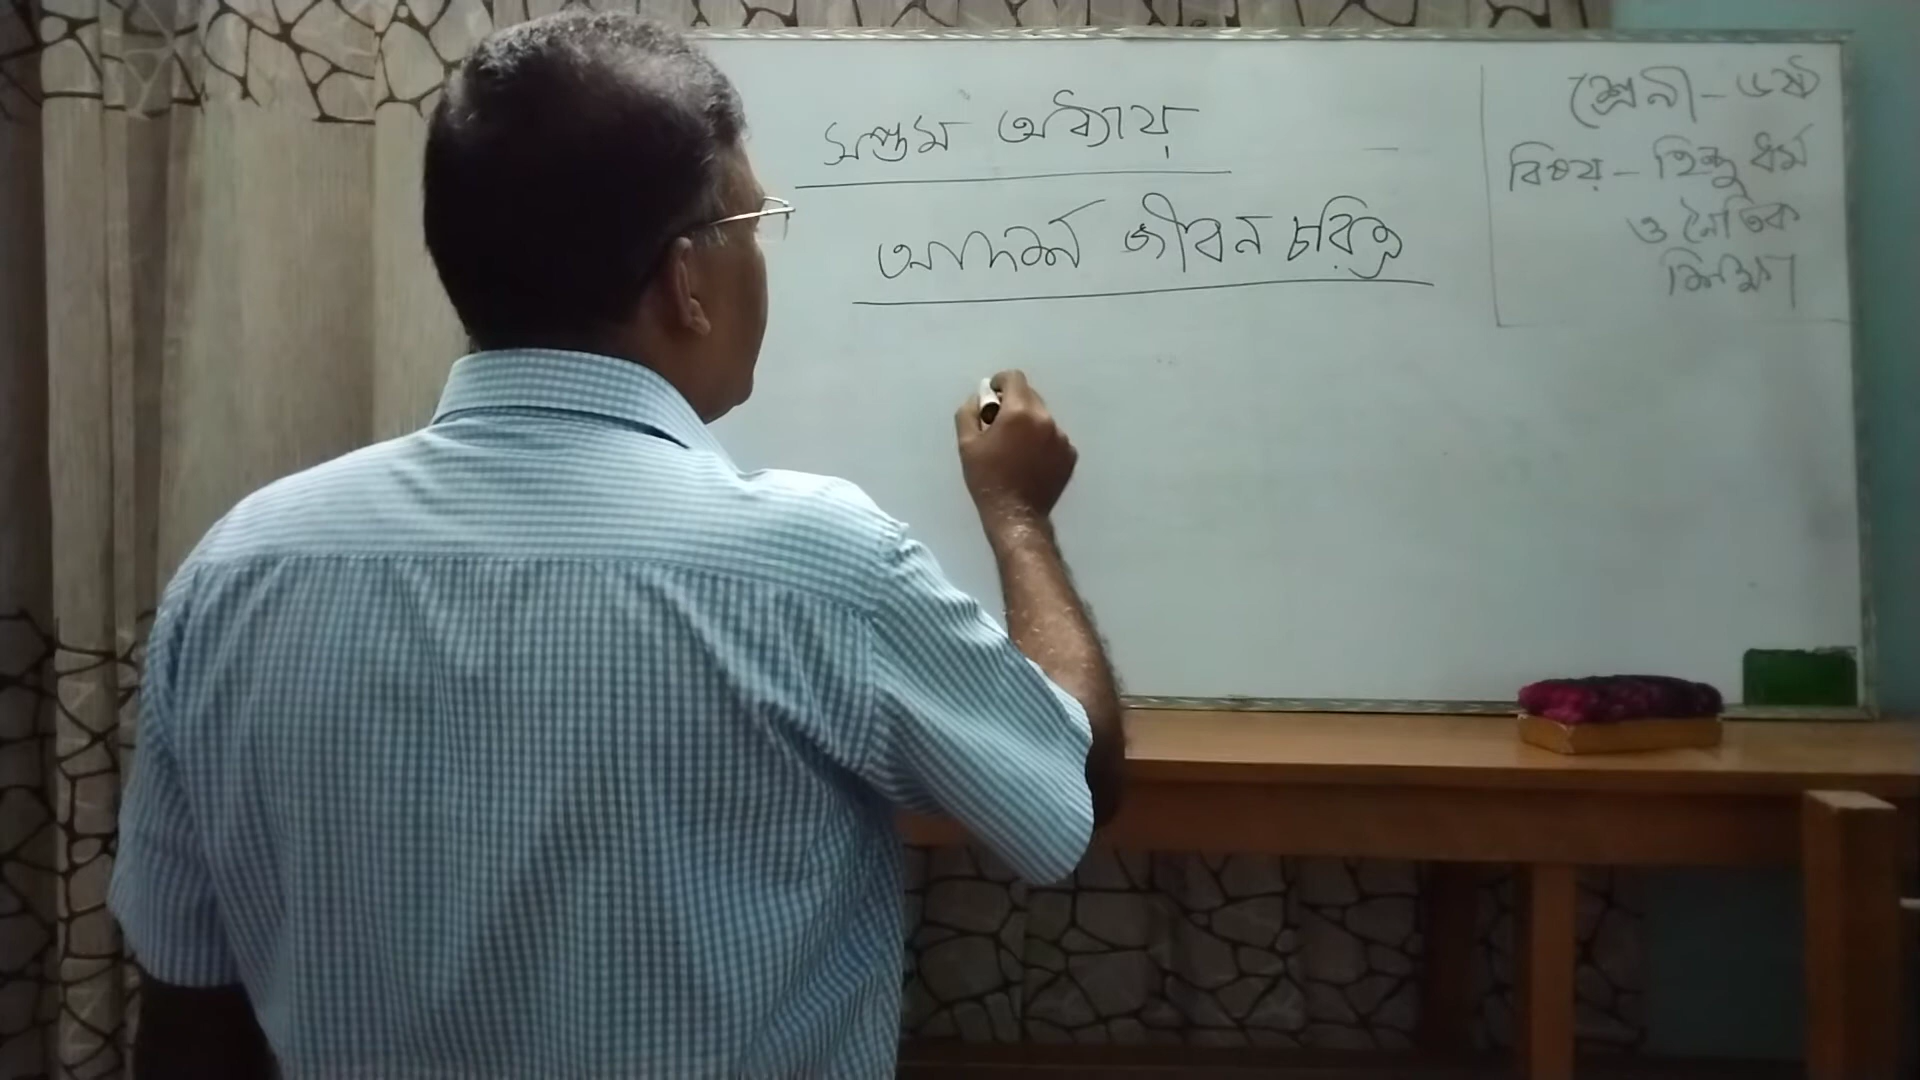 সপ্তম অধ্যায়
আদর্শ জীবন চরিত্র
শ্রেনী - ৬ষ্ঠ
বিষয় - হিন্দু ধর্ম
ও নৈতিক
শিক্ষা